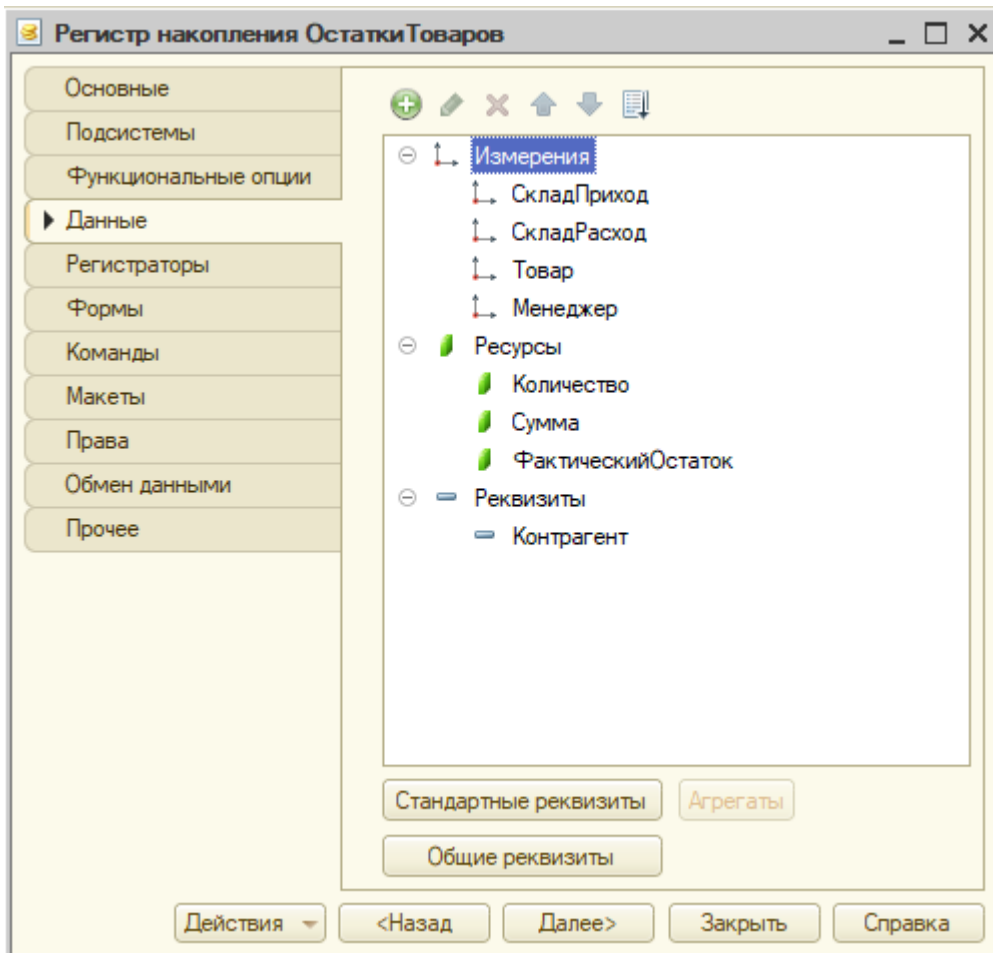 Регистр накопления ОстаткиТоваров
Основные
Подсистемы
Функциональные опции
Данные
Регистраторы
Формы
Команды
Макеты
Права
Обмен данными
Прочее
Измерения
СкладПриход
СкладРасход
Товар
Менеджер
Ресурсы
Количество
Сумма
ФактическийОстаток
Реквизиты
Контрагент
Стандартные реквизиты Агрегаты
Общие реквизиты
Действия <Назад Далее> Закрыть Справка